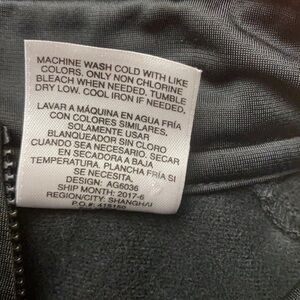 MACHINE WASH COLD WITH LIKE
COLORS. ONLY NON CHLORINE
BLEACH WHEN NEEDED. TUMBLE
DRY LOW. COOL IRON IF NEEDED.
LAVAR A MÁQUINA EN AGUA FRÍA
CON COLORES SIMILARES.
SOLAMENTE USAR
BLANQUEADOR SIN CLORO
CUANDO SEA NECESARIO. SECAR
EN SECADORA A BAJA
TEMPERATURA. PLANCHA FRÍA SI
SE NECESITA.
DESIGN: AG6036
SHIP MONTH: 2017-6
REGION/CITY: SHANGHAI
P.O.#: 418150